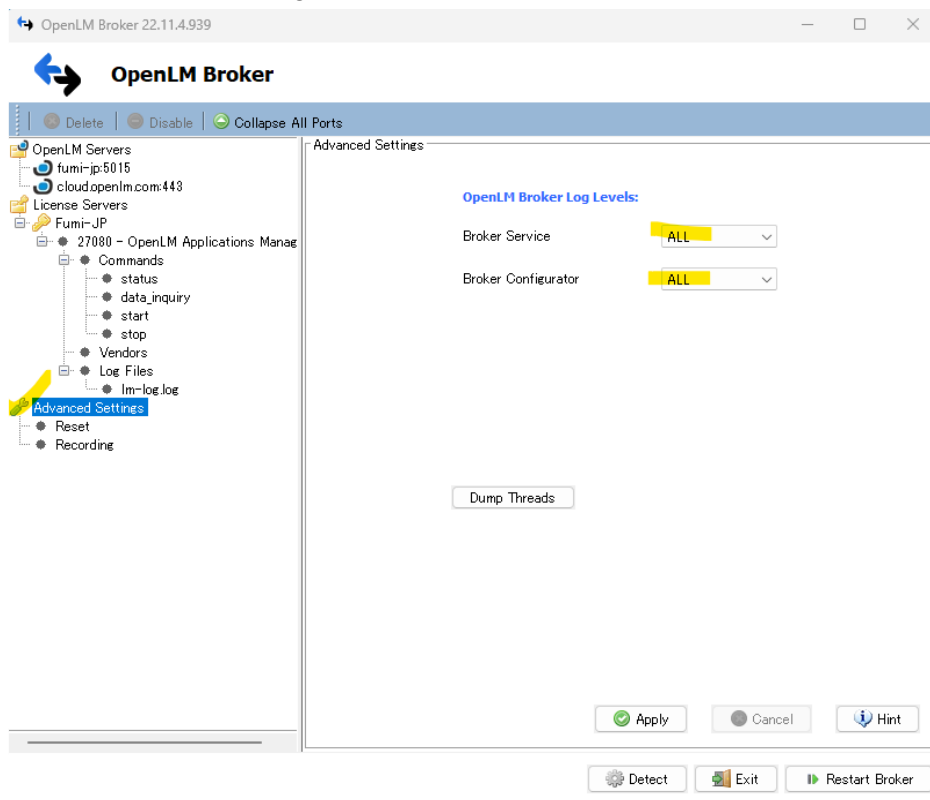 OpenLM Broker 22.11.4.939
OpenLM Broker
Delete
Disable
Collapse All Ports
OpenLM Servers
fumi-jp:5015
cloud.openlm.com:443
License Servers
Fumi-JP
27080 - OpenLM Applications Manag
Commands
status
data_inquiry
start
stop
Vendors
Log Files
lm-log.log
Advanced Settings
Reset
Recording
Advanced Settings
OpenLM Broker Log Levels:
Broker Service ALL
Broker Configurator ALL
Dump Threads
Apply
Cancel
Hint
Detect
Exit
Restart Broker